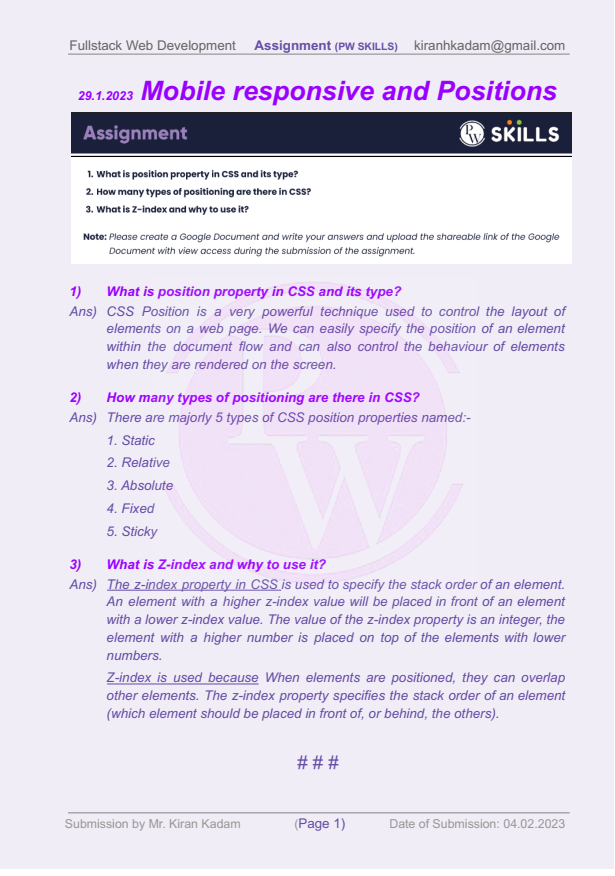 Fullstack Web Development Assignment (PW SKILLS) kiranhkadam@gmail.com
29.1.2023 Mobile responsive and Positions
Assignment PW SKILLS
1. What is position property in CSS and its type?
2. How many types of positioning are there in CSS?
3. What is Z-index and why to use it?
Note: Please create a Google Document and write your answers and upload the shareable link of the Google
Document with view access during the submission of the assignment.
1) What is position property in CSS and its type?
Ans) CSS Position is a very powerful technique used to control the layout of
elements on a web page. We can easily specify the position of an element
within the document flow and can also control the behaviour of elements
when they are rendered on the screen.
2) How many types of positioning are there in CSS?
Ans) There are majorly 5 types of CSS position properties named:-
1. Static
2. Relative
3. Absolute
4. Fixed
5. Sticky
3) What is Z-index and why to use it?
Ans) The z-index property in CSS is used to specify the stack order of an element.
An element with a higher z-index value will be placed in front of an element
with a lower z-index value. The value of the z-index property is an integer, the
element with a higher number is placed on top of the elements with lower
numbers.
Z-index is used because When elements are positioned, they can overlap
other elements. The z-index property specifies the stack order of an element
(which element should be placed in front of, or behind, the others).
# # #
Submission by Mr. Kiran Kadam (Page 1) Date of Submission: 04.02.2023
PW